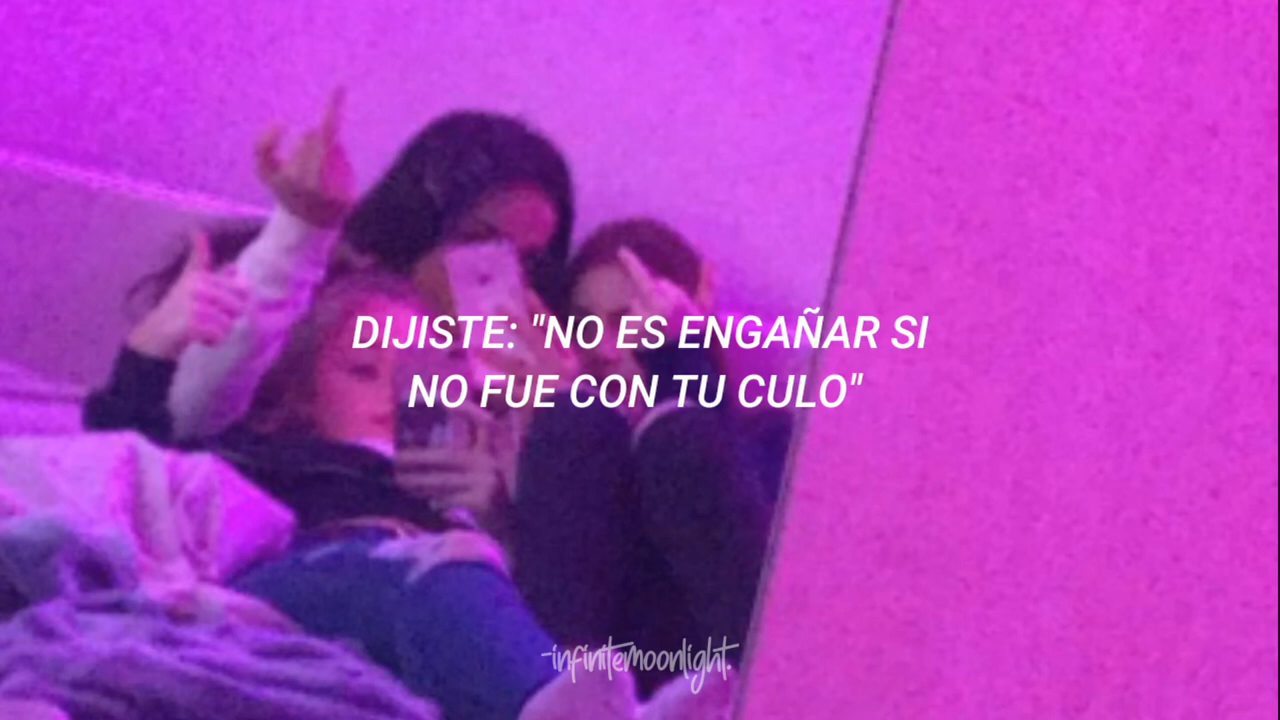 DIJISTE: "NO ES ENGAÑAR SI
NO FUE CON TU CULO"
-infinitemoonlight.